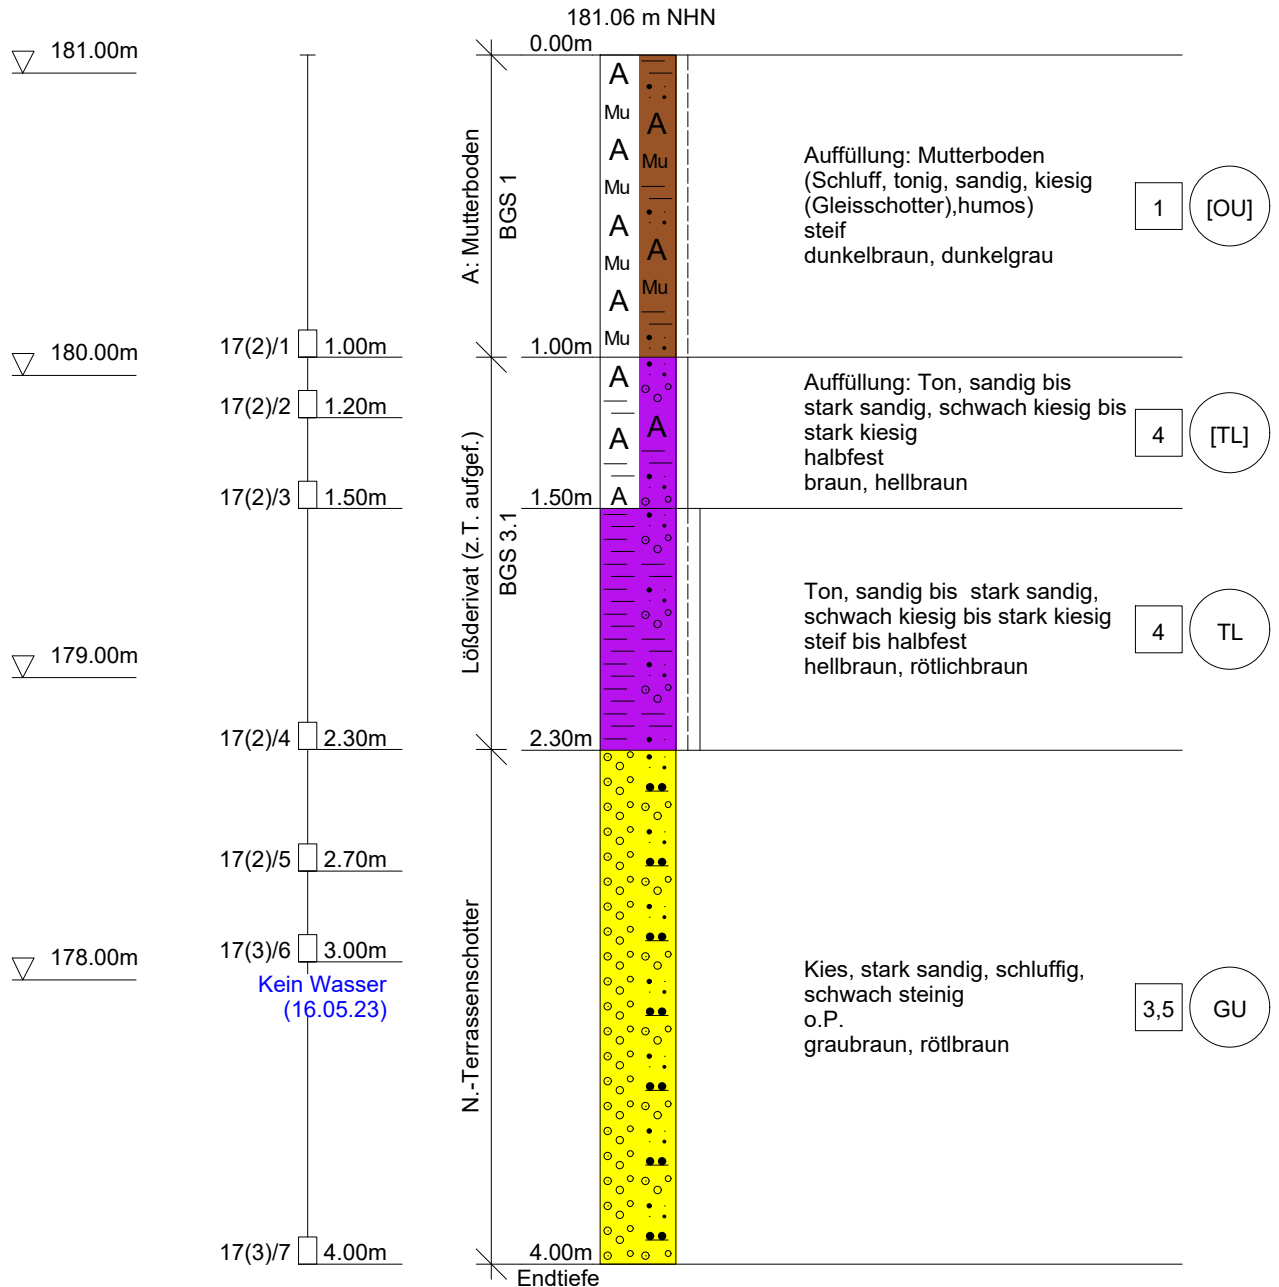 181.06 m NHN
0.00m
181.00m
180.00m
179.00m
178.00m
17(2)/1 1.00m
17(2)/2 1.20m
17(2)/3 1.50m
17(2)/4 2.30m
17(2)/5 2.70m
17(3)/6 3.00m
Kein Wasser
(16.05.23)
17(3)/7 4.00m
A: Mutterboden
BGS 1
Lößderivat (z.T. aufgef.)
BGS 3.1
N.-Terrassenschotter
1.00m
1.50m
2.30m
4.00m
Endtiefe
A
Mu
A
Mu
A
Mu
A
Mu
A
Mu
A
Mu
A
A
A
A
Auffüllung: Mutterboden
(Schluff, tonig, sandig, kiesig
(Gleisschotter),humos)
steif
dunkelbraun, dunkelgrau
1 [OU]
Auffüllung: Ton, sandig bis
stark sandig, schwach kiesig bis
stark kiesig
halbfest
braun, hellbraun
4 [TL]
Ton, sandig bis  stark sandig,
schwach kiesig bis stark kiesig
steif bis halbfest
hellbraun, rötlichbraun
4 TL
Kies, stark sandig, schluffig,
schwach steinig
o.P.
graubraun, rötlbraun
3,5 GU